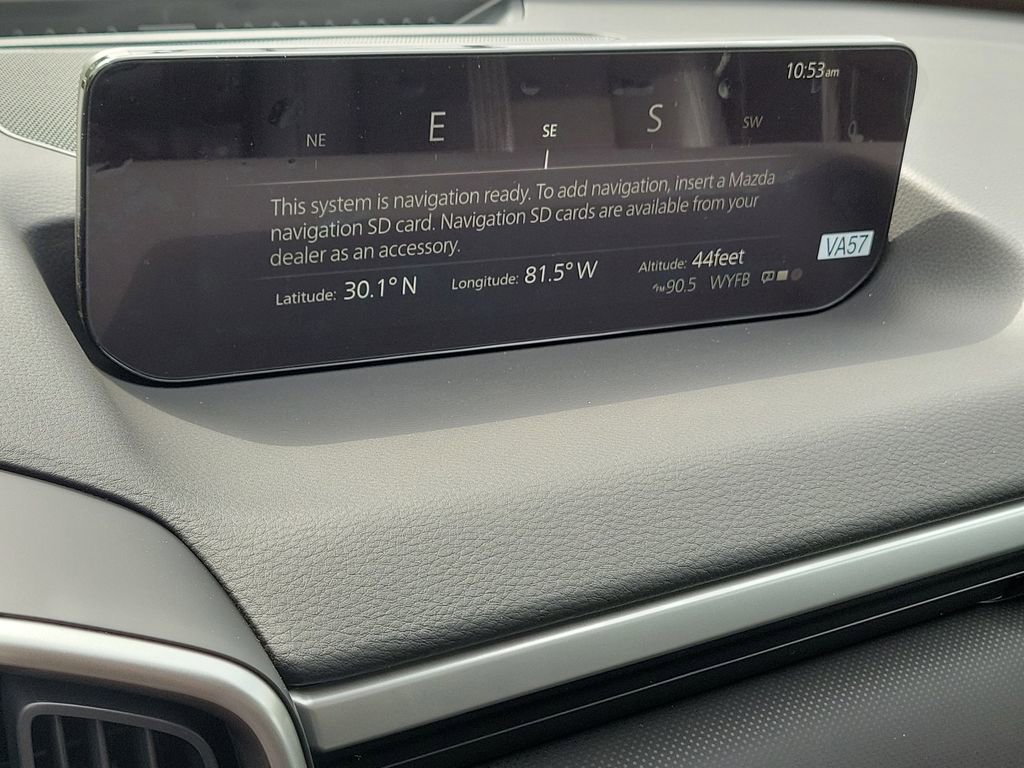 10:53am
NE E SE S SW
This system is navigation ready. To add navigation, insert a Mazda
navigation SD card. Navigation SD cards are available from your
dealer as an accessory.
Latitude: 30.1° N Longitude: 81.5° W Altitude: 44feet
VA57
FM 90.5 WYFB